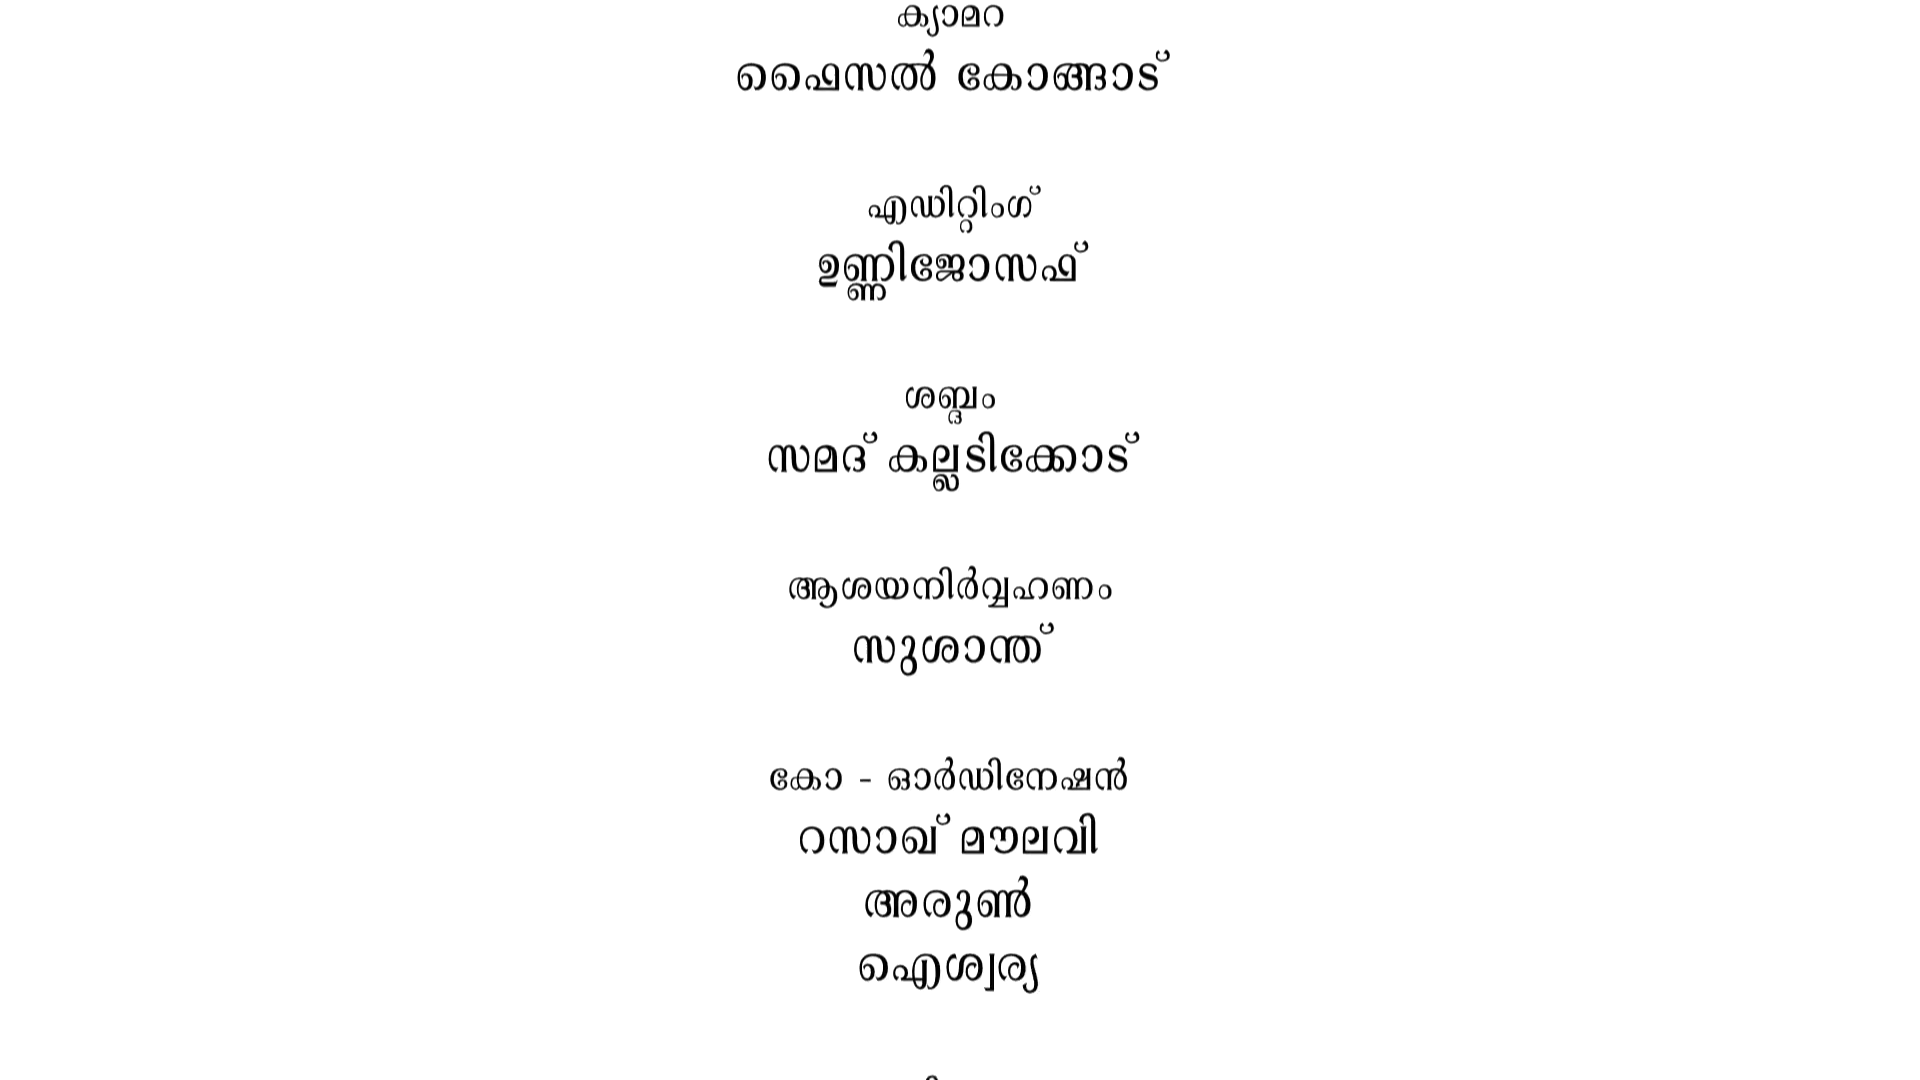 ക്യാമറ
ഫൈസൽ കോങ്ങാട്
എഡിറ്റിംഗ്
ഉണ്ണിജോസഫ്
ശബ്ദം
സമദ് കല്ലടിക്കോട്
ആശയനിർവ്വഹണം
സുശാന്ത്
കോ - ഓർഡിനേഷൻ
റസാഖ് മൗലവി
അരുൺ
ഐശ്വര്യ